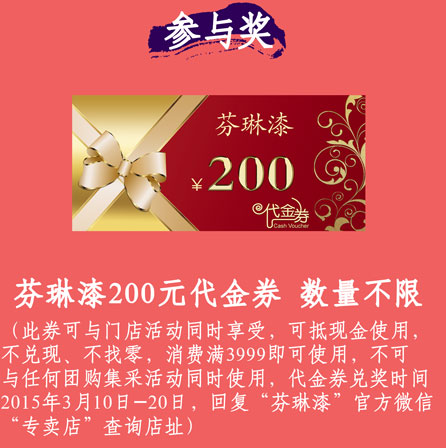 参与奖
芬琳漆
¥200
代金券
Cash Voucher
芬琳漆200元代金券 数量不限
（此券可与门店活动同时享受，可抵现金使用，
不兑现、不找零，消费满3999即可使用，不可
与任何团购集采活动同时使用，代金券兑奖时间
2015年3月10日—20日，回复“芬琳漆”官方微信
“专卖店”查询店址）